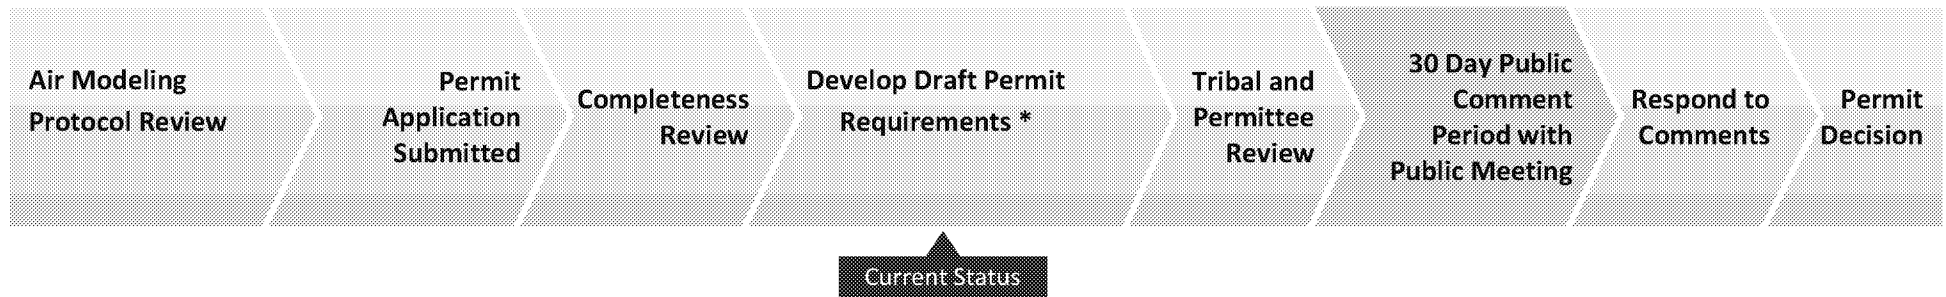 Air Modeling
Protocol Review
Permit
Application
Submitted
Completeness
Review
Develop Draft Permit
Requirements *
Tribal and
Permittee
Review
30 Day Public
Comment
Period with
Public Meeting
Respond to
Comments
Permit
Decision
Current Status